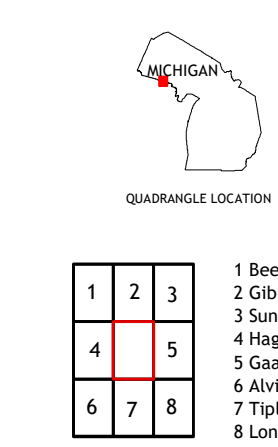 MICHIGAN
QUADRANGLE LOCATION
1 2 3
4 5
6 7 8
1 Bee
2 Gib
3 Sun
4 Hag
5 Gaa
6 Alvi
7 Tipl
8 Lon